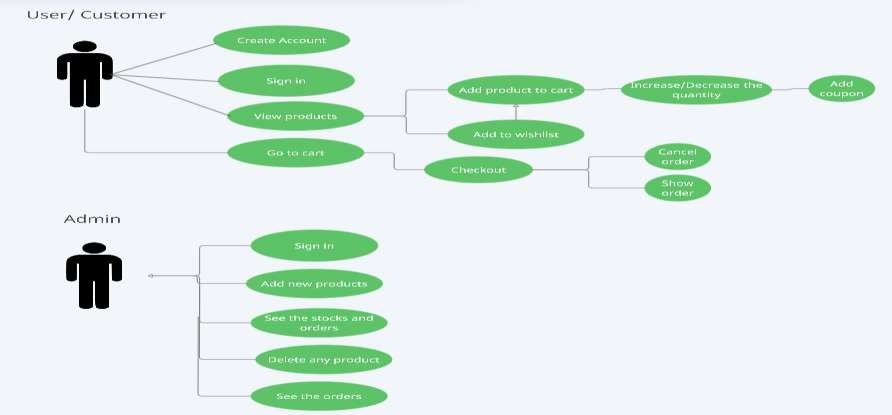 User/ Customer
Create Account
Sign in
View products
Go to cart
Add product to cart
Add to wishlist
Increase/Decrease the
quantity
Add
coupon
Checkout
Cancel
order
Show
order
Admin
Sign in
Add new products
See the stocks and
orders
Delete any product
See the orders